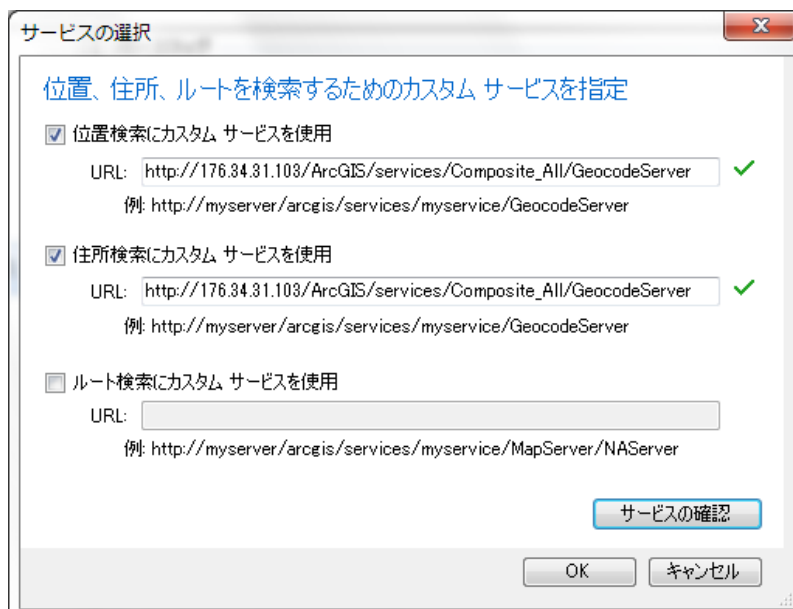 サービスの選択
位置、住所、ルートを検索するためのカスタム サービスを指定
位置検索にカスタム サービスを使用
URL: http://176.34.31.103/ArcGIS/services/Composite_All/GeocodeServer
例: http://myserver/arcgis/services/myservice/GeocodeServer
住所検索にカスタム サービスを使用
URL: http://176.34.31.103/ArcGIS/services/Composite_All/GeocodeServer
例: http://myserver/arcgis/services/myservice/GeocodeServer
ルート検索にカスタム サービスを使用
URL:
例: http://myserver/arcgis/services/myservice/MapServer/NAServer
サービスの確認
OK キャンセル